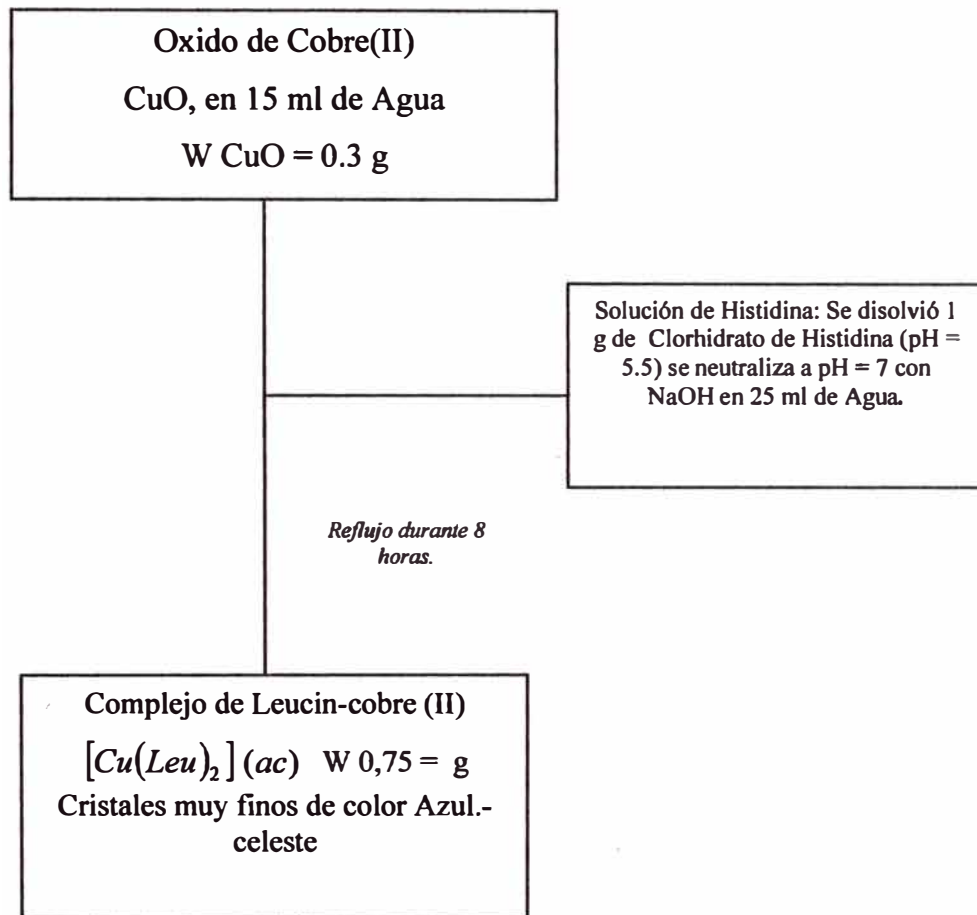 Oxido de Cobre(II)
CuO, en 15 ml de Agua
W CuO = 0.3 g
Solución de Histidina: Se disolvió 1
g de Clorhidrato de Histidina (pH =
5.5) se neutraliza a pH = 7 con
NaOH en 25 ml de Agua.
Reflujo durante 8
horas.
Complejo de Leucin-cobre (II)
[Cu(Leu)₂] (ac) W 0,75 = g
Cristales muy finos de color Azul.-
celeste